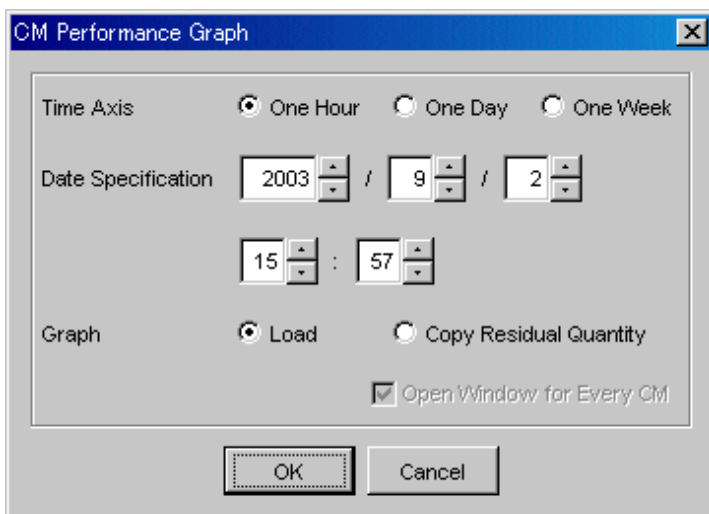 CM Performance Graph
Time Axis One Hour One Day One Week
Date Specification 2003 / 9 / 2
15 : 57
Graph Load Copy Residual Quantity
Open Window for Every CM
OK Cancel